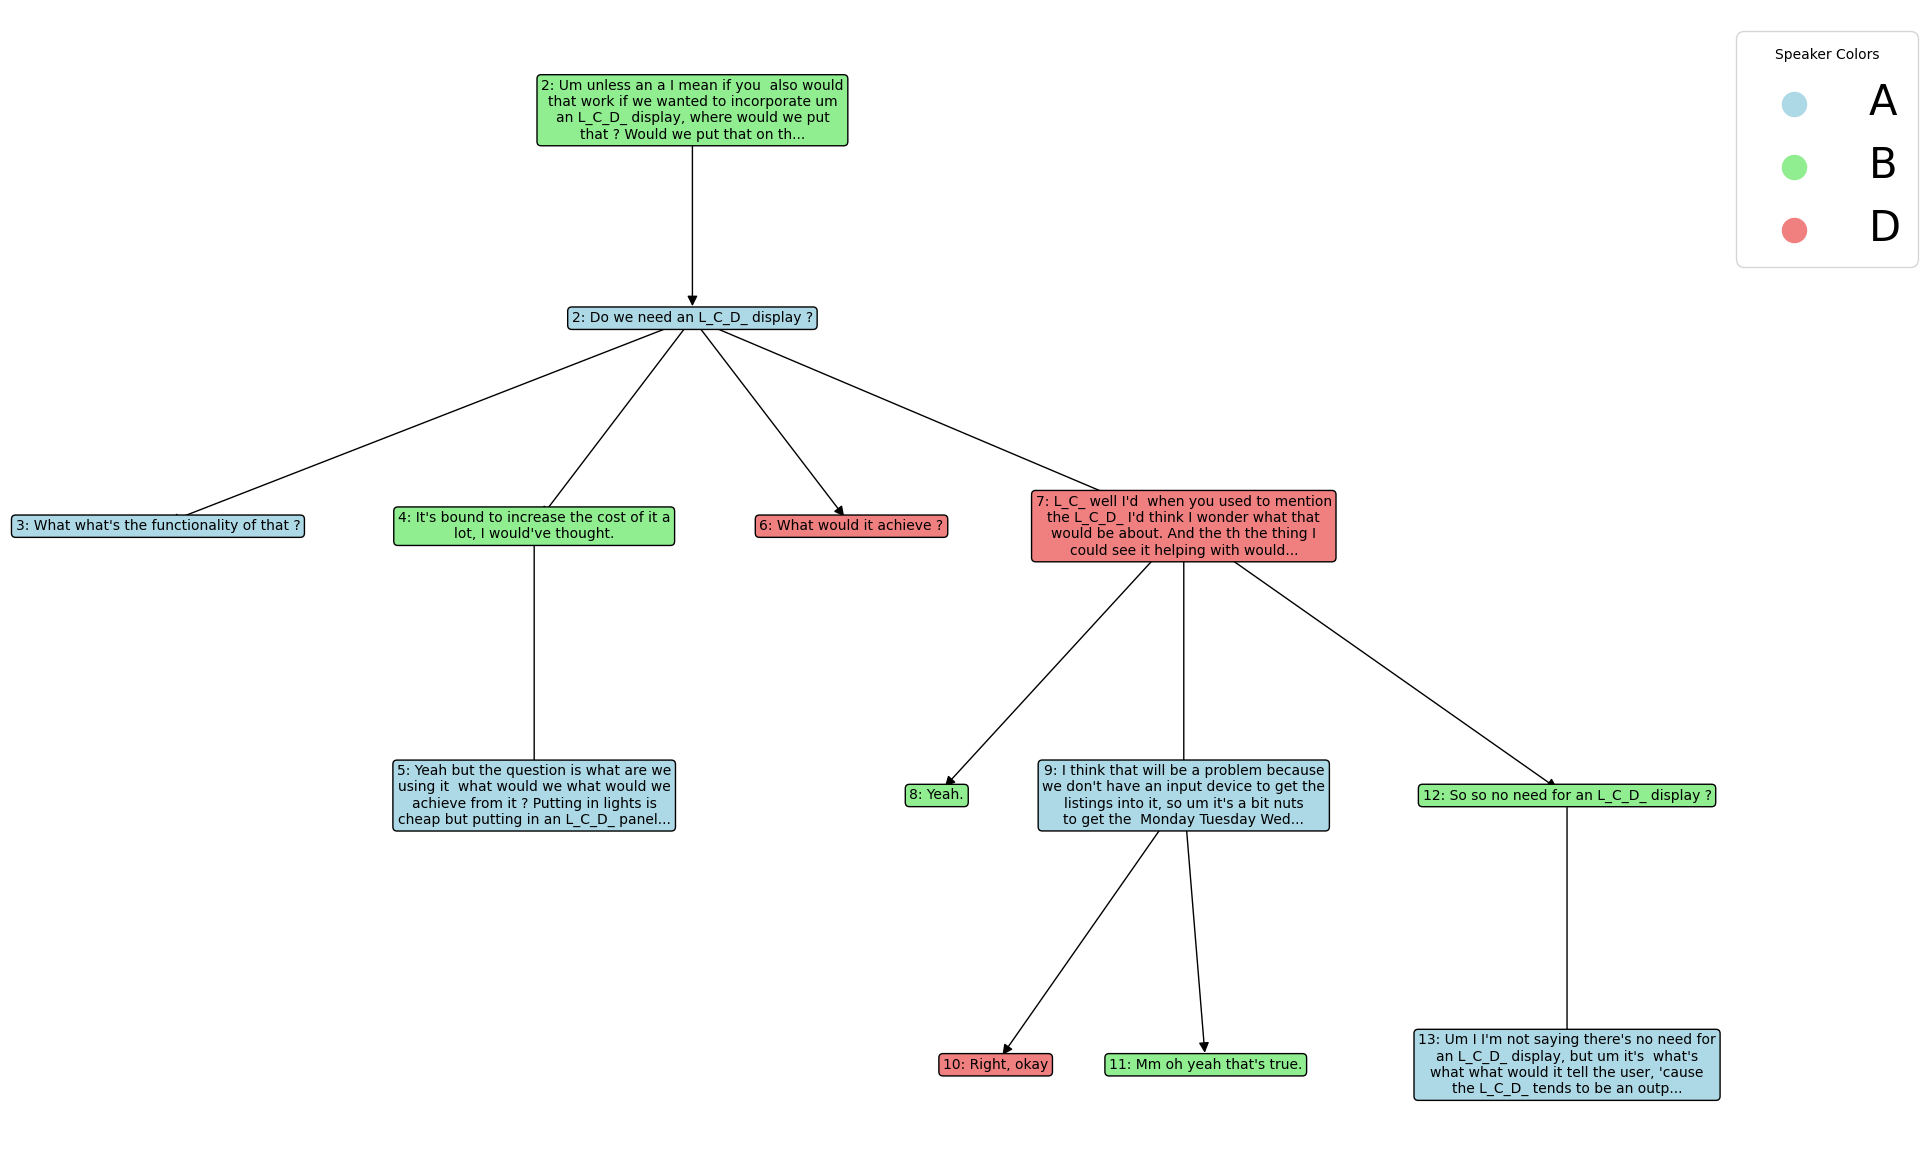 2: Um unless an a I mean if you  also would
that work if we wanted to incorporate um
an L_C_D_ display, where would we put
that ? Would we put that on th...
Speaker Colors
A
B
D
2: Do we need an L_C_D_ display ?
3: What what's the functionality of that ?
4: It's bound to increase the cost of it a
lot, I would've thought.
6: What would it achieve ?
7: L_C_ well I'd  when you used to mention
the L_C_D_ I'd think I wonder what that
would be about. And the th the thing I
could see it helping with would...
5: Yeah but the question is what are we
using it  what would we what would we
achieve from it ? Putting in lights is
cheap but putting in an L_C_D_ panel...
8: Yeah.
9: I think that will be a problem because
we don't have an input device to get the
listings into it, so um it's a bit nuts
to get the  Monday Tuesday Wed...
12: So so no need for an L_C_D_ display ?
10: Right, okay
11: Mm oh yeah that's true.
13: Um I I'm not saying there's no need for
an L_C_D_ display, but um it's  what's
what what would it tell the user, 'cause
the L_C_D_ tends to be an outp...